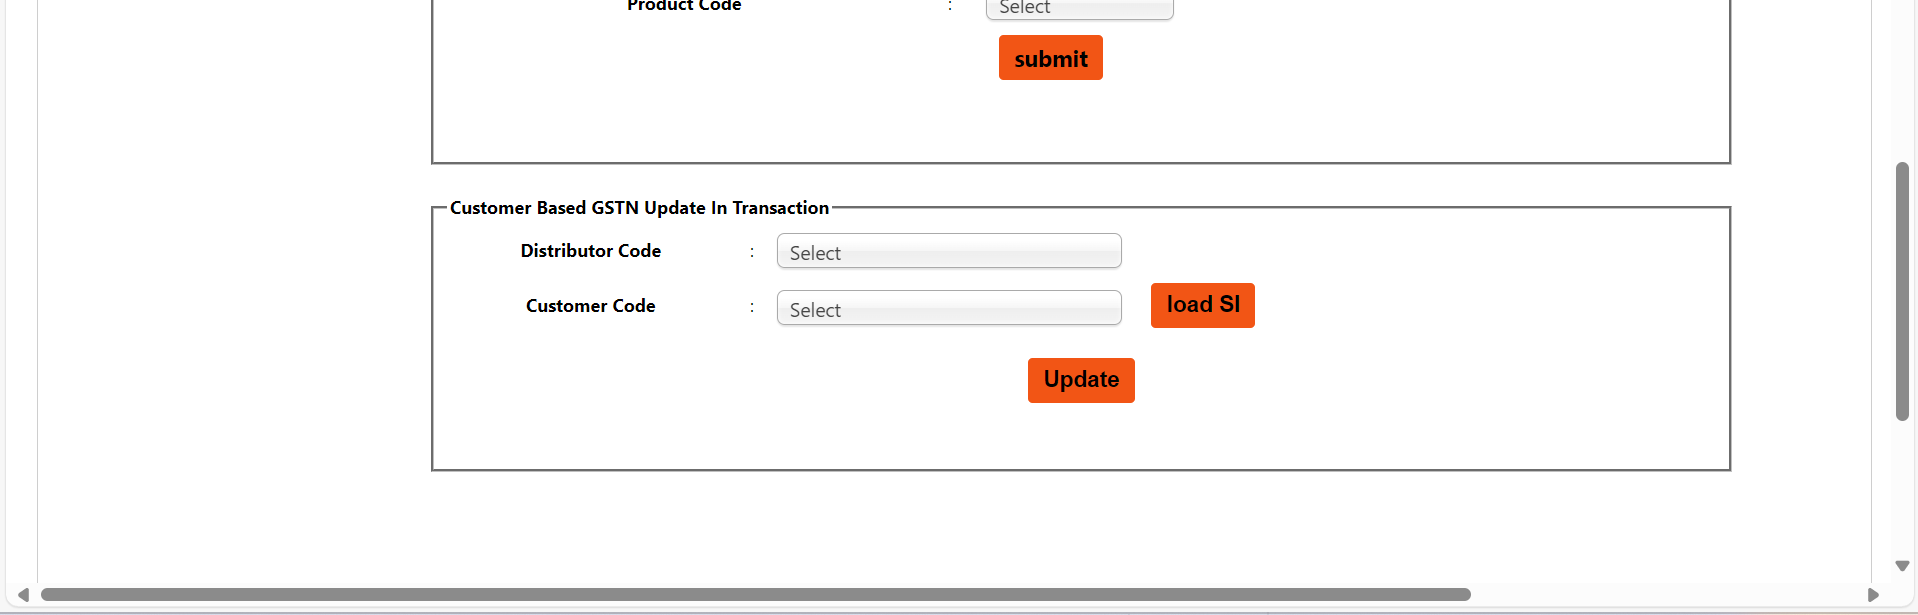 Product Code : Select
submit
Customer Based GSTN Update In Transaction
Distributor Code : Select
Customer Code : Select load SI
Update